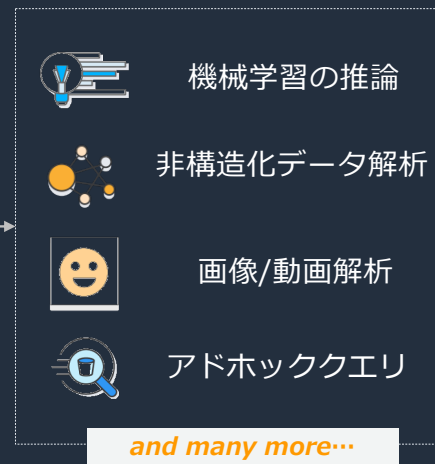 機械学習の推論
非構造化データ解析
画像/動画解析
アドホッククエリ
and many more…